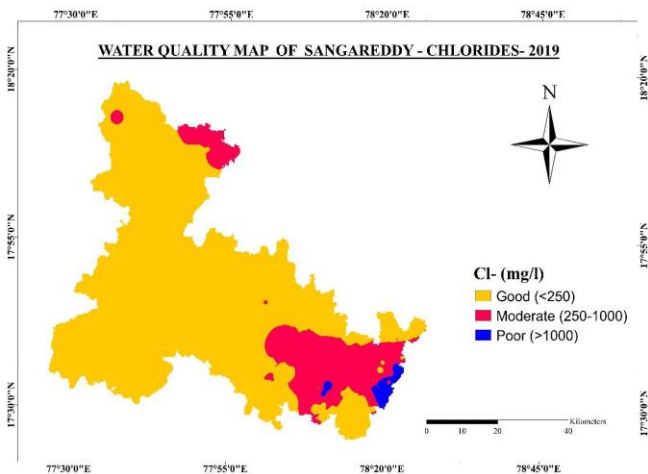 77°30'0"E 77°55'0"E 78°20'0"E 78°45'0"E
WATER QUALITY MAP OF SANGAREDDY - CHLORIDES- 2019
18°20'0"N 18°20'0"N
N
17°55'0"N 17°55'0"N
Cl- (mg/l)
Good (<250)
Moderate (250-1000)
Poor (>1000)
17°30'0"N 17°30'0"N
Kilometers
0 10 20 40
77°30'0"E 77°55'0"E 78°20'0"E 78°45'0"E